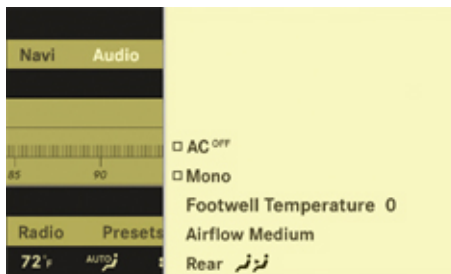 Navi Audio
85 90
Radio Presets
72°F AUTO
□ AC OFF
□ Mono
Footwell Temperature 0
Airflow Medium
Rear